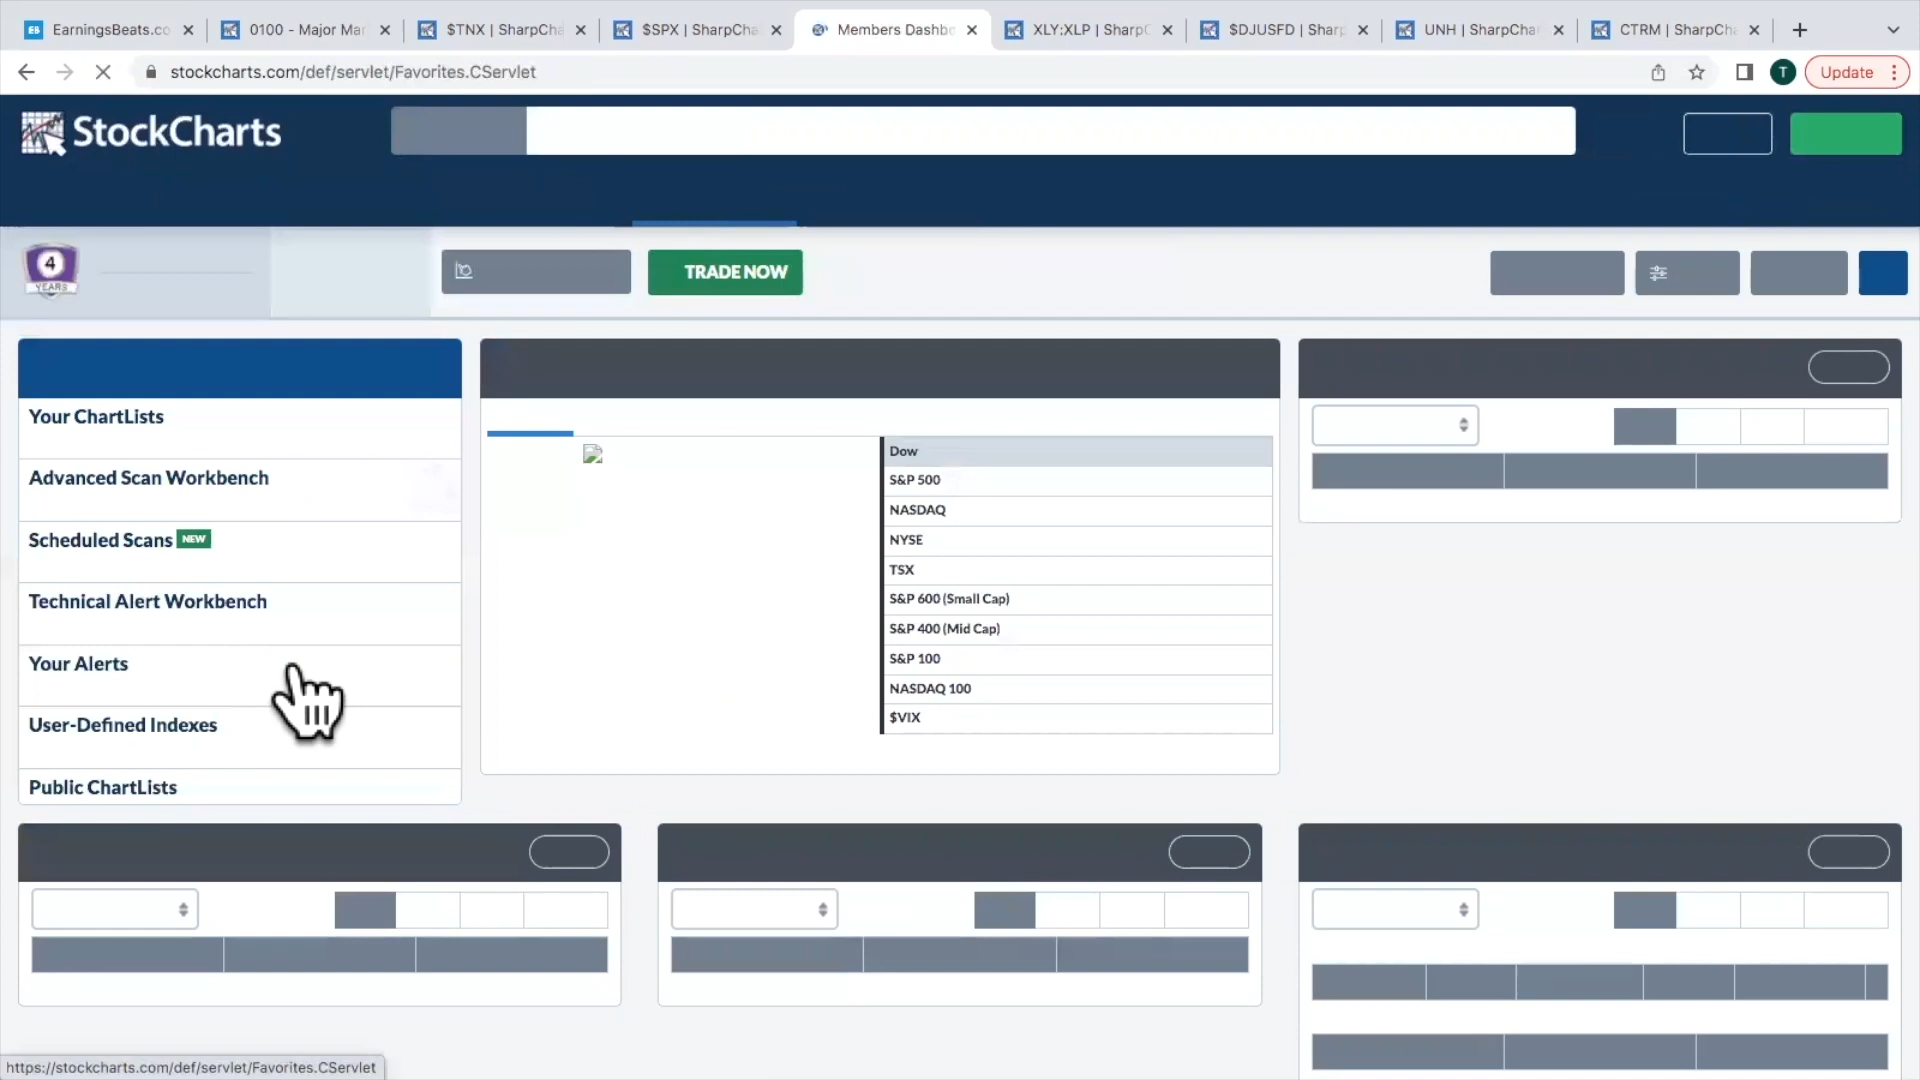 EarningsBeats.co
0100 - Major Mar
$TNX | SharpCha
$SPX | SharpCha
Members Dashbo
XLY:XLP | SharpC
$DJUSFD | Sharp
UNH | SharpChar
CTRM | SharpCha
stockcharts.com/def/servlet/Favorites.CServlet
T
Update
StockCharts
4
YEARS
TRADE NOW
Your ChartLists
Advanced Scan Workbench
Scheduled Scans NEW
Technical Alert Workbench
Your Alerts
User-Defined Indexes
Public ChartLists
Dow
S&P 500
NASDAQ
NYSE
TSX
S&P 600 (Small Cap)
S&P 400 (Mid Cap)
S&P 100
NASDAQ 100
$VIX
https://stockcharts.com/def/servlet/Favorites.CServlet